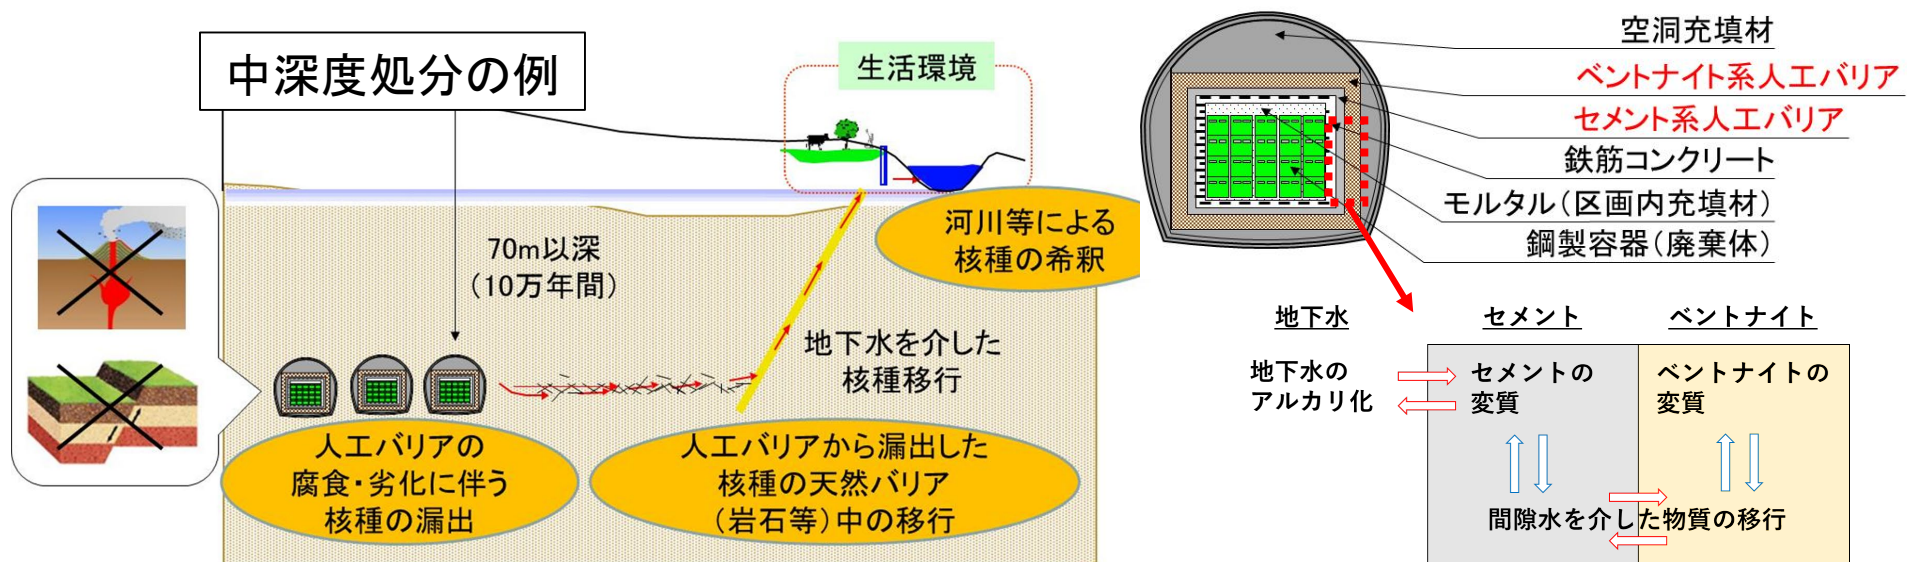 中深度処分の例
生活環境
70m以深
（10万年間）
河川等による
核種の希釈
地下水を介した
核種移行
人工バリアの
腐食・劣化に伴う
核種の漏出
人工バリアから漏出した
核種の天然バリア
（岩石等）中の移行
空洞充填材
ベントナイト系人工バリア
セメント系人工バリア
鉄筋コンクリート
モルタル（区画内充填材）
鋼製容器（廃棄体）
地下水
セメント
ベントナイト
地下水の
アルカリ化
セメントの
変質
ベントナイトの
変質
間隙水を介した物質の移行